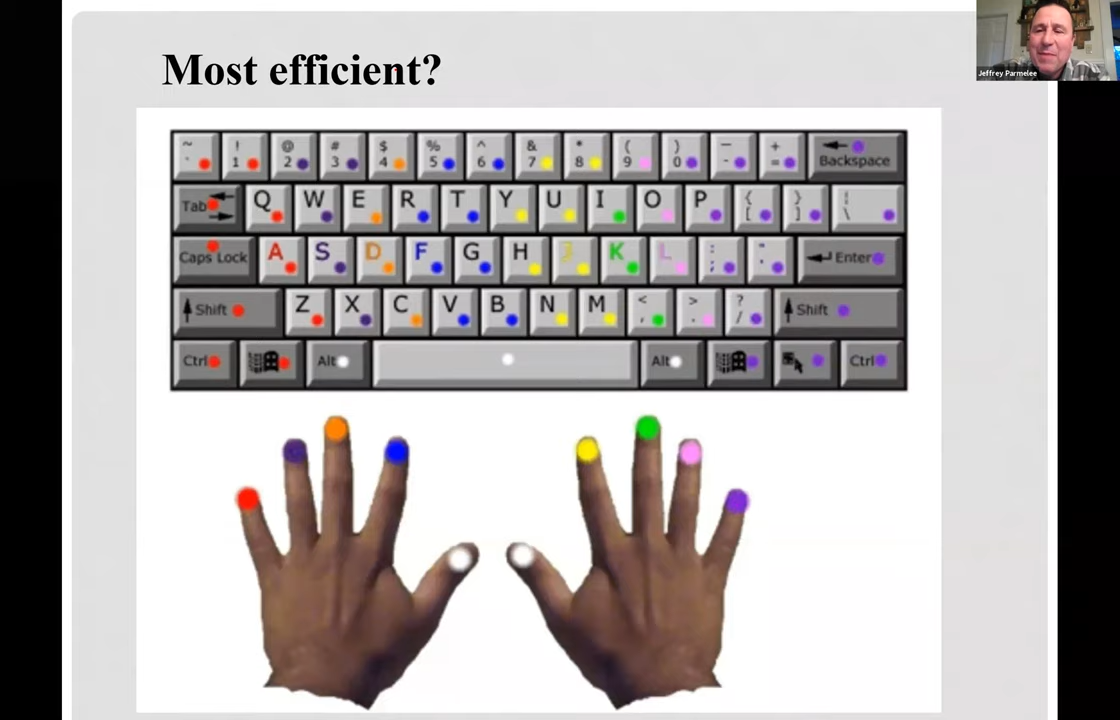 Most efficient?
Jeffrey Parmelee
~ ! @ # $ % ^ & * ( ) - +
` 1 2 3 4 5 6 7 8 9 0 - = Backspace
Tab Q W E R T Y U I O P { [ } ] | \
Caps Lock A S D F G H J K L : ; " ' Enter
Shift Z X C V B N M < , > . ? / Shift
Ctrl Alt Alt Ctrl